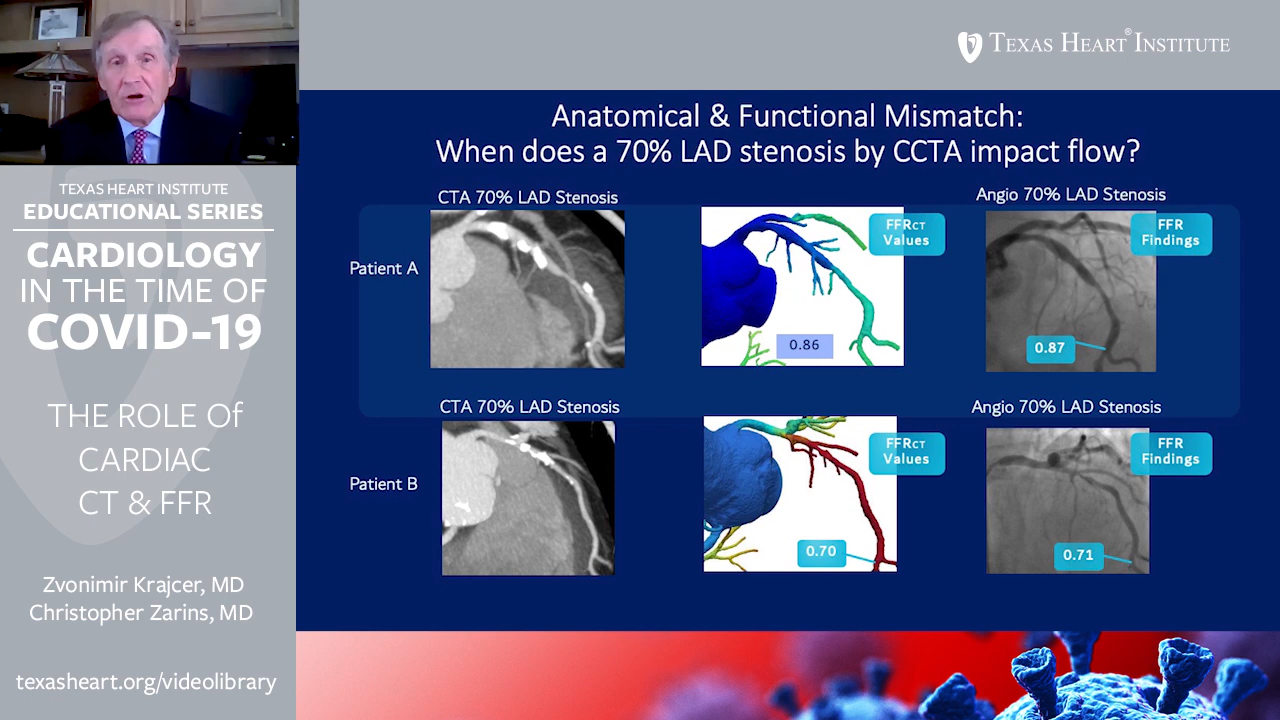 TEXAS HEART® INSTITUTE
TEXAS HEART INSTITUTE
EDUCATIONAL SERIES
CARDIOLOGY
IN THE TIME OF
COVID-19
THE ROLE Of
CARDIAC
CT & FFR
Zvonimir Krajcer, MD
Christopher Zarins, MD
texasheart.org/videolibrary
Anatomical & Functional Mismatch:
When does a 70% LAD stenosis by CCTA impact flow?
CTA 70% LAD Stenosis
Angio 70% LAD Stenosis
Patient A
FFRCT
Values
0.86
FFR
Findings
0.87
CTA 70% LAD Stenosis
Angio 70% LAD Stenosis
Patient B
FFRCT
Values
0.70
FFR
Findings
0.71